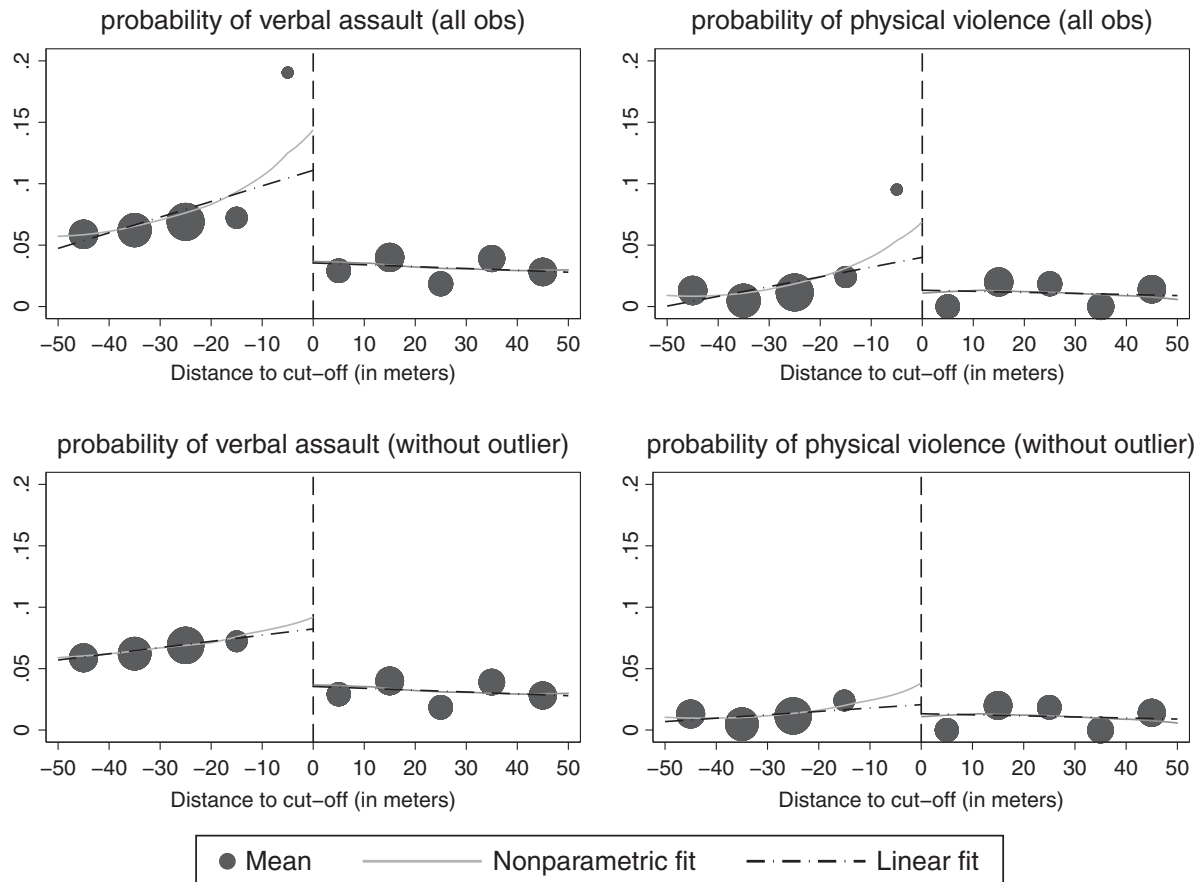 probability of verbal assault (all obs)
.2
.15
.1
.05
0
−50 −40 −30 −20 −10 0 10 20 30 40 50
Distance to cut−off (in meters)
probability of physical violence (all obs)
.2
.15
.1
.05
0
−50 −40 −30 −20 −10 0 10 20 30 40 50
Distance to cut−off (in meters)
probability of verbal assault (without outlier)
.2
.15
.1
.05
0
−50 −40 −30 −20 −10 0 10 20 30 40 50
Distance to cut−off (in meters)
probability of physical violence (without outlier)
.2
.15
.1
.05
0
−50 −40 −30 −20 −10 0 10 20 30 40 50
Distance to cut−off (in meters)
Mean Nonparametric fit Linear fit